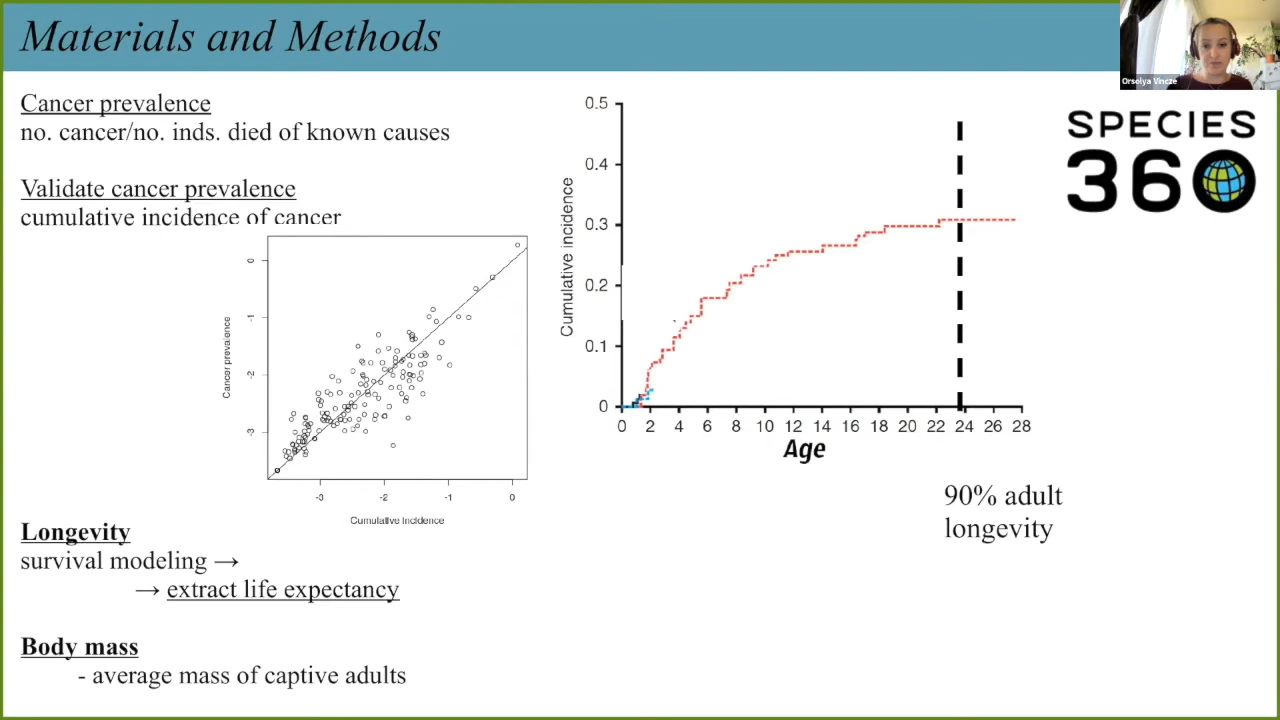 Materials and Methods
Orsolya Vincze
Cancer prevalence
no. cancer/no. inds. died of known causes
Validate cancer prevalence
cumulative incidence of cancer
Cancer prevalence
0
-1
-2
-3
-3 -2 -1 0
Cumulative Incidence
Longevity
survival modeling →
→ extract life expectancy
Body mass
- average mass of captive adults
Cumulative incidence
0.5
0.4
0.3
0.2
0.1
0
0 2 4 6 8 10 12 14 16 18 20 22 24 26 28
Age
90% adult
longevity
SPECIES
360